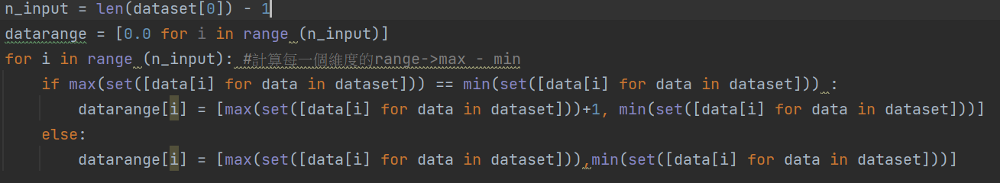 n_input = len(dataset[0]) - 1
datarange = [0.0 for i in range (n_input)]
for i in range (n_input): #計算每一個維度的range->max - min
    if max(set([data[i] for data in dataset])) == min(set([data[i] for data in dataset])) :
        datarange[i] = [max(set([data[i] for data in dataset]))+1, min(set([data[i] for data in dataset]))]
    else:
        datarange[i] = [max(set([data[i] for data in dataset])),min(set([data[i] for data in dataset]))]